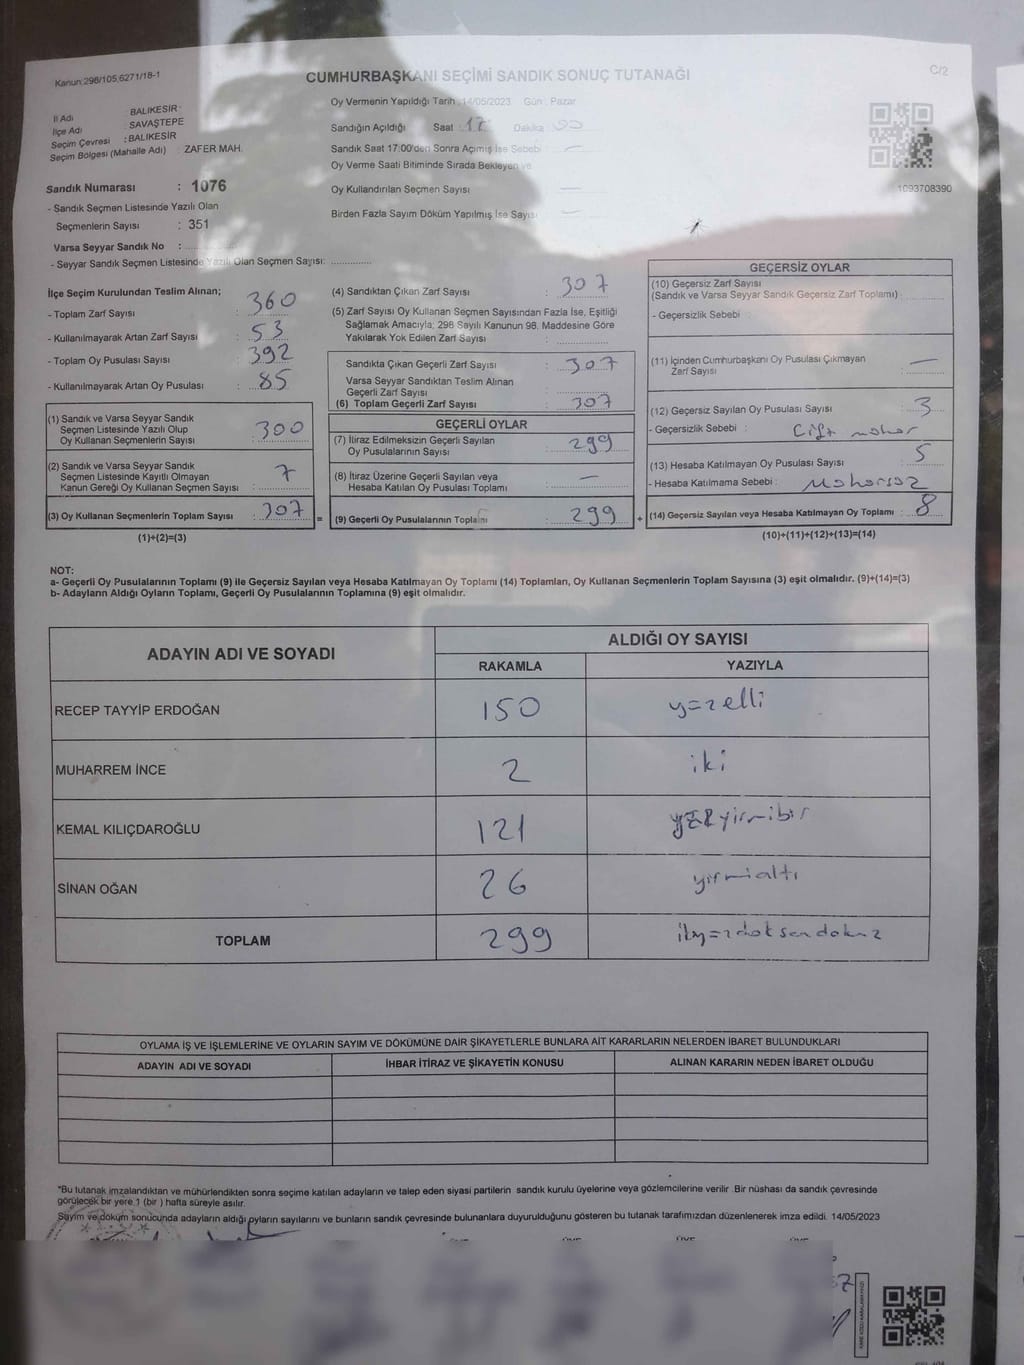 Kanun:298/105,6271/18-1
CUMHURBAŞKANI SEÇİMİ SANDIK SONUÇ TUTANAĞI
C/2
İl Adı : BALIKESİR
İlçe Adı : SAVAŞTEPE
Seçim Çevresi : BALIKESİR
Seçim Bölgesi (Mahalle Adı) : ZAFER MAH.
Oy Vermenin Yapıldığı Tarih : 14/05/2023 Gün : Pazar
Sandığın Açıldığı Saat : Dakika :
Sandık Saat 17:00'den Sonra Açımış İse Sebebi : —
Oy Verme Saati Bitiminde Sırada Bekleyen ve
Oy Kullandırılan Seçmen Sayısı —
Birden Fazla Sayım Döküm Yapılmış İse Sayısı —
1093708390
Sandık Numarası : 1076
- Sandık Seçmen Listesinde Yazılı Olan
Seçmenlerin Sayısı : 351
Varsa Seyyar Sandık No :
- Seyyar Sandık Seçmen Listesinde Yazılı Olan Seçmen Sayısı:
İlçe Seçim Kurulundan Teslim Alınan;
- Toplam Zarf Sayısı : 360
- Kullanılmayarak Artan Zarf Sayısı : 53
- Toplam Oy Pusulası Sayısı : 392
- Kullanılmayarak Artan Oy Pusulası : 85
(1) Sandık ve Varsa Seyyar Sandık
Seçmen Listesinde Yazılı Olup
Oy Kullanan Seçmenlerin Sayısı : 300
(2) Sandık ve Varsa Seyyar Sandık
Seçmen Listesinde Kayıtlı Olmayan
Kanun Gereği Oy Kullanan Seçmen Sayısı : 7
(3) Oy Kullanan Seçmenlerin Toplam Sayısı : 307 =
(1)+(2)=(3)
(4) Sandıktan Çıkan Zarf Sayısı : 307
(5) Zarf Sayısı Oy Kullanan Seçmen Sayısından Fazla İse, Eşitliği
Sağlamak Amacıyla; 298 Sayılı Kanunun 98. Maddesine Göre
Yakılarak Yok Edilen Zarf Sayısı :
Sandıkta Çıkan Geçerli Zarf Sayısı : 307
Varsa Seyyar Sandıktan Teslim Alınan
Geçerli Zarf Sayısı :
(6) Toplam Geçerli Zarf Sayısı : 307
GEÇERLİ OYLAR
(7) İtiraz Edilmeksizin Geçerli Sayılan
Oy Pusulalarının Sayısı : 299
(8) İtiraz Üzerine Geçerli Sayılan veya
Hesaba Katılan Oy Pusulası Toplamı : —
(9) Geçerli Oy Pusulalarının Toplamı : 299 +
GEÇERSİZ OYLAR
(10) Geçersiz Zarf Sayısı
(Sandık ve Varsa Seyyar Sandık Geçersiz Zarf Toplamı) :
- Geçersizlik Sebebi :
(11) İçinden Cumhurbaşkanı Oy Pusulası Çıkmayan
Zarf Sayısı : —
(12) Geçersiz Sayılan Oy Pusulası Sayısı : 3
- Geçersizlik Sebebi : Çift mühür
(13) Hesaba Katılmayan Oy Pusulası Sayısı : 5
- Hesaba Katılmama Sebebi : Mühürsüz
(14) Geçersiz Sayılan veya Hesaba Katılmayan Oy Toplamı : 8
(10)+(11)+(12)+(13)=(14)
NOT:
a- Geçerli Oy Pusulalarının Toplamı (9) ile Geçersiz Sayılan veya Hesaba Katılmayan Oy Toplamı (14) Toplamları, Oy Kullanan Seçmenlerin Toplam Sayısına (3) eşit olmalıdır. (9)+(14)=(3)
b- Adayların Aldığı Oyların Toplamı, Geçerli Oy Pusulalarının Toplamına (9) eşit olmalıdır.
ADAYIN ADI VE SOYADI
ALDIĞI OY SAYISI
RAKAMLA YAZIYLA
RECEP TAYYİP ERDOĞAN 150 yüzelli
MUHARREM İNCE 2 iki
KEMAL KILIÇDAROĞLU 121 yüzyirmibir
SİNAN OĞAN 26 yirmialtı
TOPLAM 299 ikiyüzdoksandokuz
OYLAMA İŞ VE İŞLEMLERİNE VE OYLARIN SAYIM VE DÖKÜMÜNE DAİR ŞİKAYETLERLE BUNLARA AİT KARARLARIN NELERDEN İBARET BULUNDUKLARI
ADAYIN ADI VE SOYADI İHBAR İTİRAZ VE ŞİKAYETİN KONUSU ALINAN KARARIN NEDEN İBARET OLDUĞU
*Bu tutanak imzalandıktan ve mühürlendikten sonra seçime katılan adayların ve talep eden siyasi partilerin sandık kurulu üyelerine veya gözlemcilerine verilir .Bir nüshası da sandık çevresinde
görülecek bir yere 1 (bir ) hafta süreyle asılır.
Sayım ve döküm sonucunda adayların aldığı oyların sayılarını ve bunların sandık çevresinde bulunanlara duyurulduğunu gösteren bu tutanak tarafımızdan düzenlenerek imza edildi. 14/05/2023